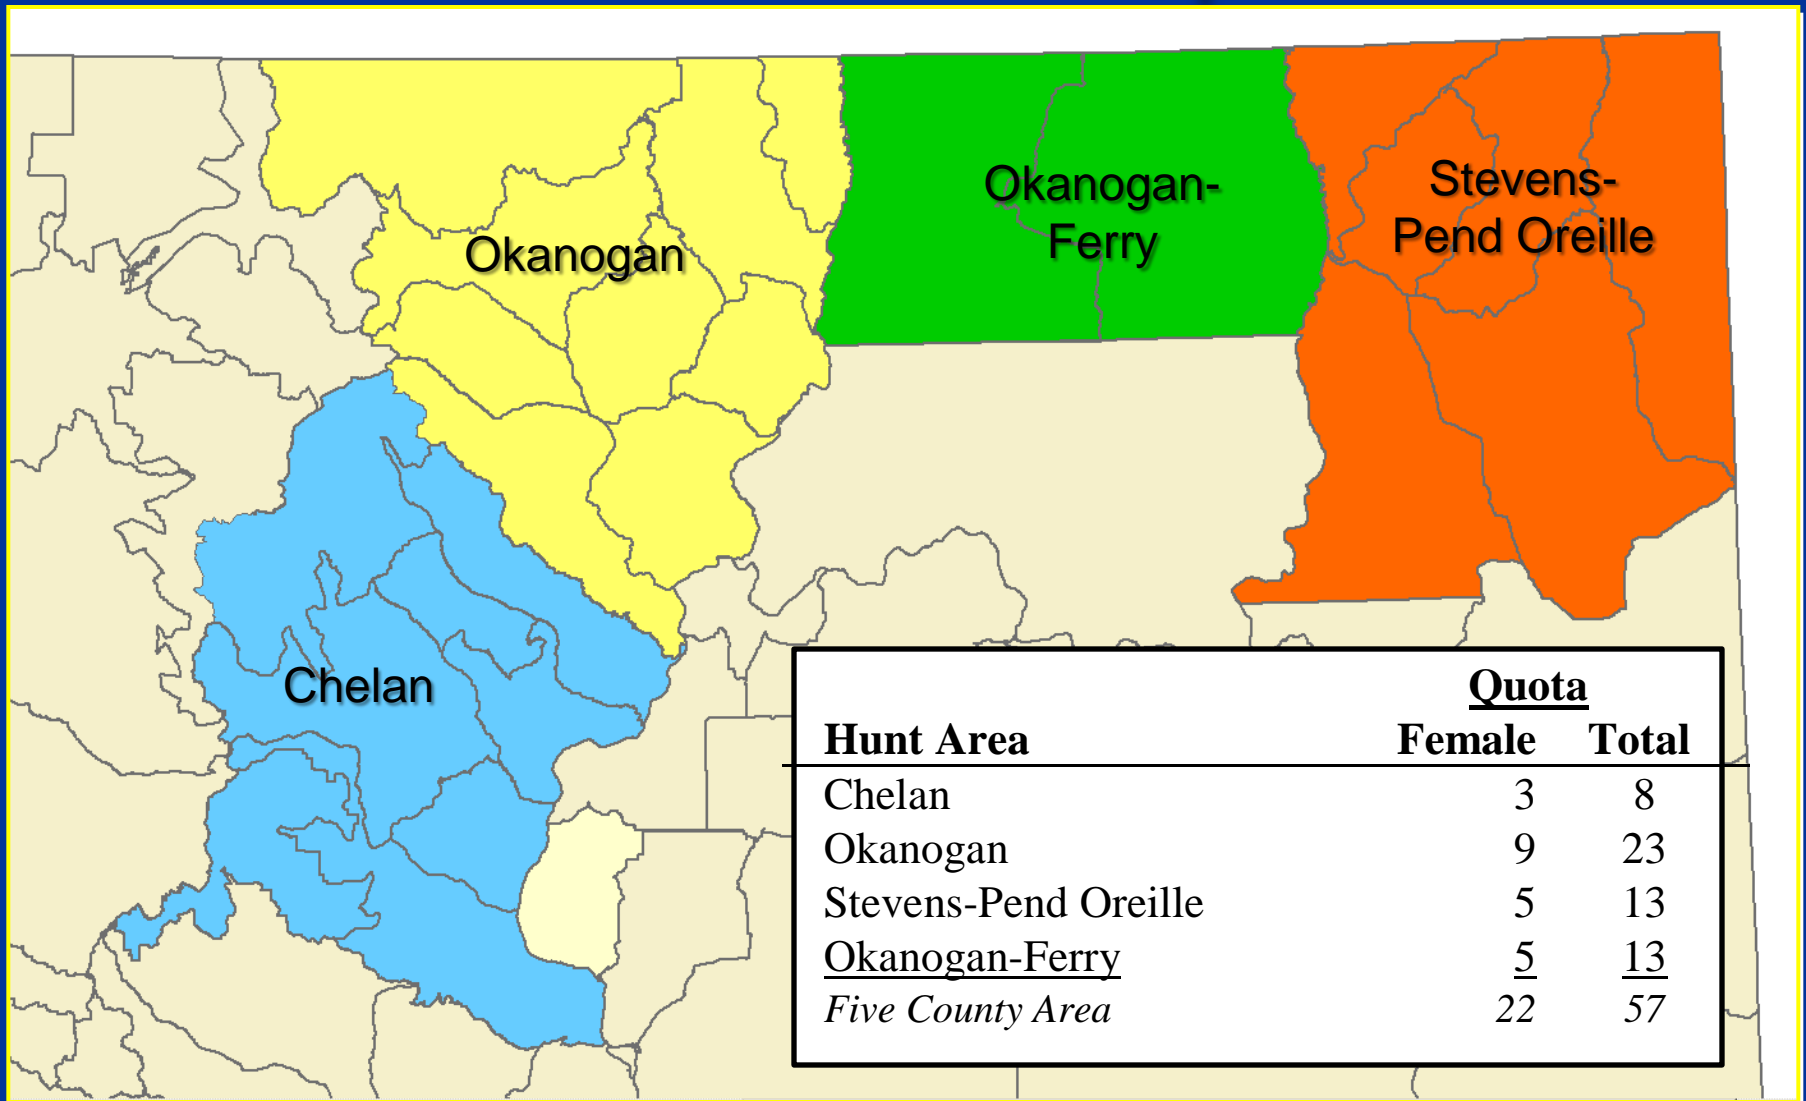 Okanogan
Okanogan-
Ferry
Stevens-
Pend Oreille
Chelan
Quota
Hunt Area Female Total
Chelan 3 8
Okanogan 9 23
Stevens-Pend Oreille 5 13
Okanogan-Ferry 5 13
Five County Area 22 57